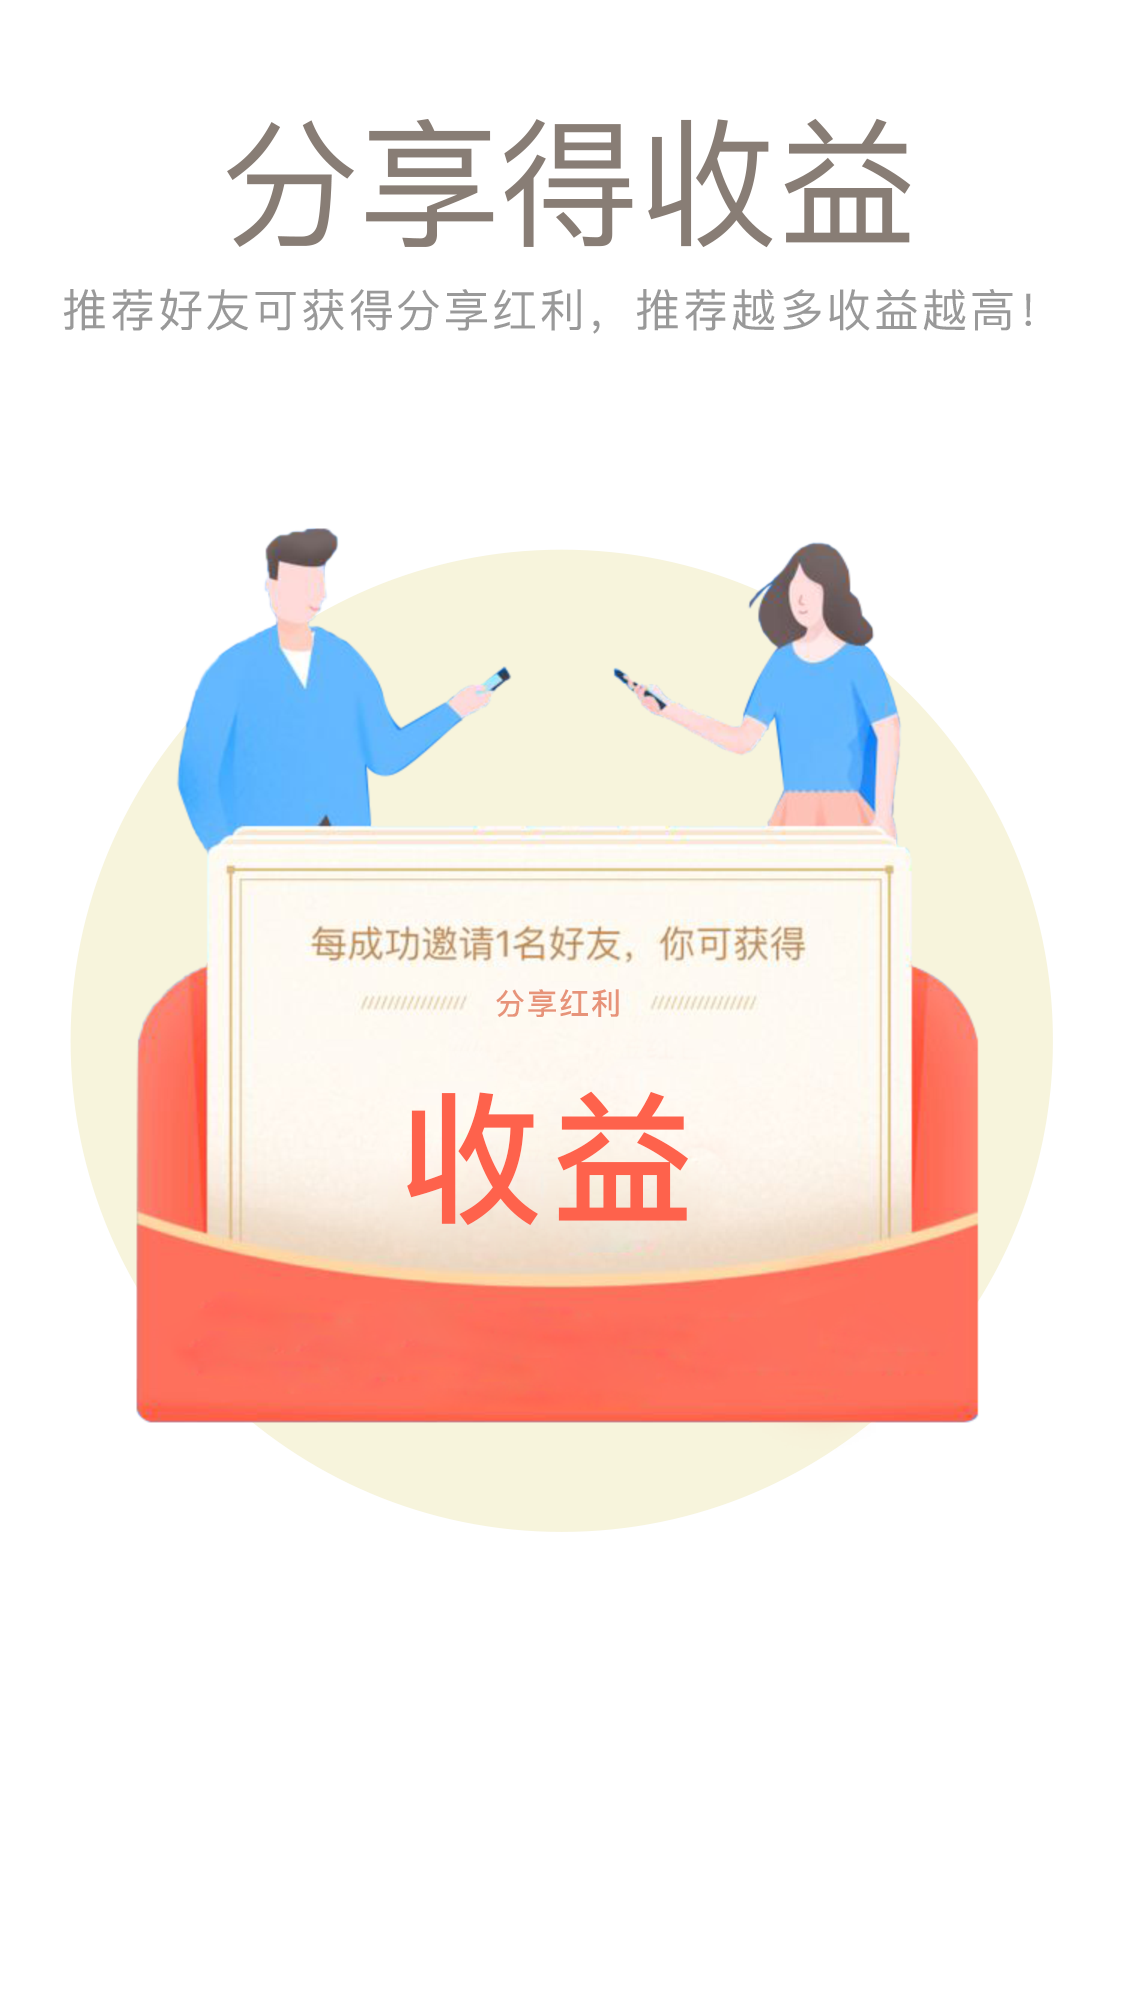 分享得收益
推荐好友可获得分享红利，推荐越多收益越高！
每成功邀请1名好友，你可获得
分享红利
收益